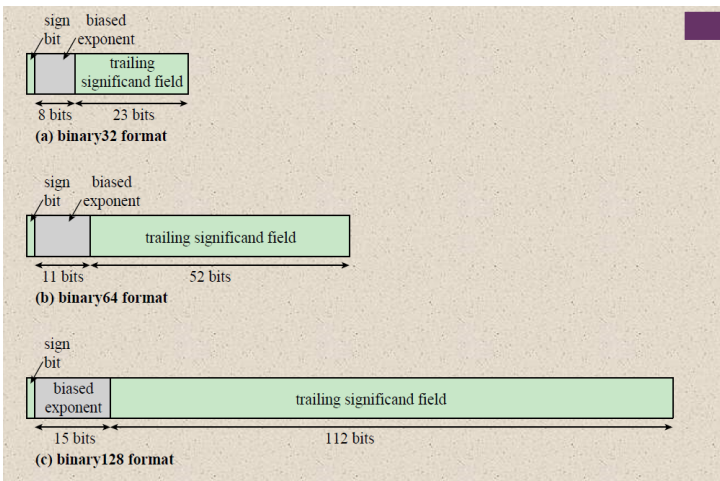 sign biased
bit exponent
trailing
significand field
8 bits 23 bits
(a) binary32 format
sign biased
bit exponent
trailing significand field
11 bits 52 bits
(b) binary64 format
sign
bit
biased
exponent
trailing significand field
15 bits 112 bits
(c) binary128 format